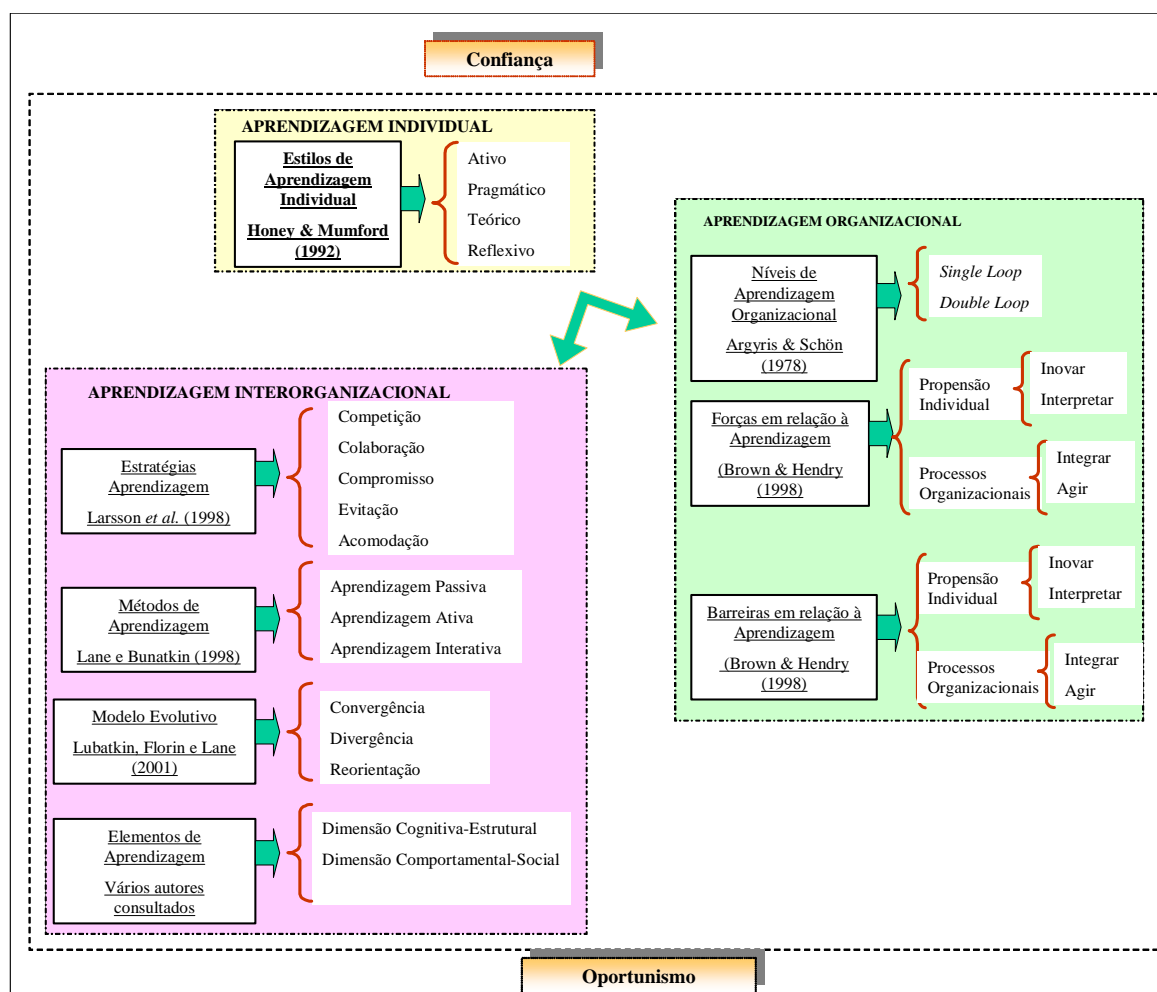 Confiança
APRENDIZAGEM INDIVIDUAL
Estilos de
Aprendizagem
Individual
Honey & Mumford
(1992)
Ativo
Pragmático
Teórico
Reflexivo
APRENDIZAGEM ORGANIZACIONAL
Níveis de
Aprendizagem
Organizacional
Argyris & Schön
(1978)
Single Loop
Double Loop
Forças em relação à
Aprendizagem
(Brown & Hendry
(1998)
Propensão
Individual
Inovar
Interpretar
Processos
Organizacionais
Integrar
Agir
Barreiras em relação à
Aprendizagem
(Brown & Hendry
(1998)
Propensão
Individual
Inovar
Interpretar
Processos
Organizacionais
Integrar
Agir
APRENDIZAGEM INTERORGANIZACIONAL
Estratégias
Aprendizagem
Larsson et al. (1998)
Competição
Colaboração
Compromisso
Evitação
Acomodação
Métodos de
Aprendizagem
Lane e Bunatkin (1998)
Aprendizagem Passiva
Aprendizagem Ativa
Aprendizagem Interativa
Modelo Evolutivo
Lubatkin, Florin e Lane
(2001)
Convergência
Divergência
Reorientação
Elementos de
Aprendizagem
Vários autores
consultados
Dimensão Cognitiva-Estrutural
Dimensão Comportamental-Social
Oportunismo